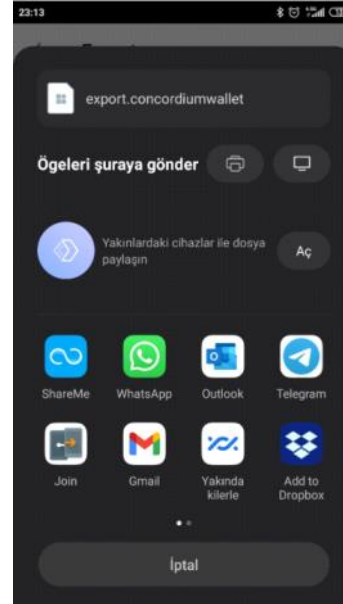 23:13
export.concordiumwallet
Ögeleri şuraya gönder
Yakınlardaki cihazlar ile dosya
paylaşın
Aç
ShareMe
WhatsApp
Outlook
Telegram
Join
Gmail
Yakında
kilerle
Add to
Dropbox
İptal